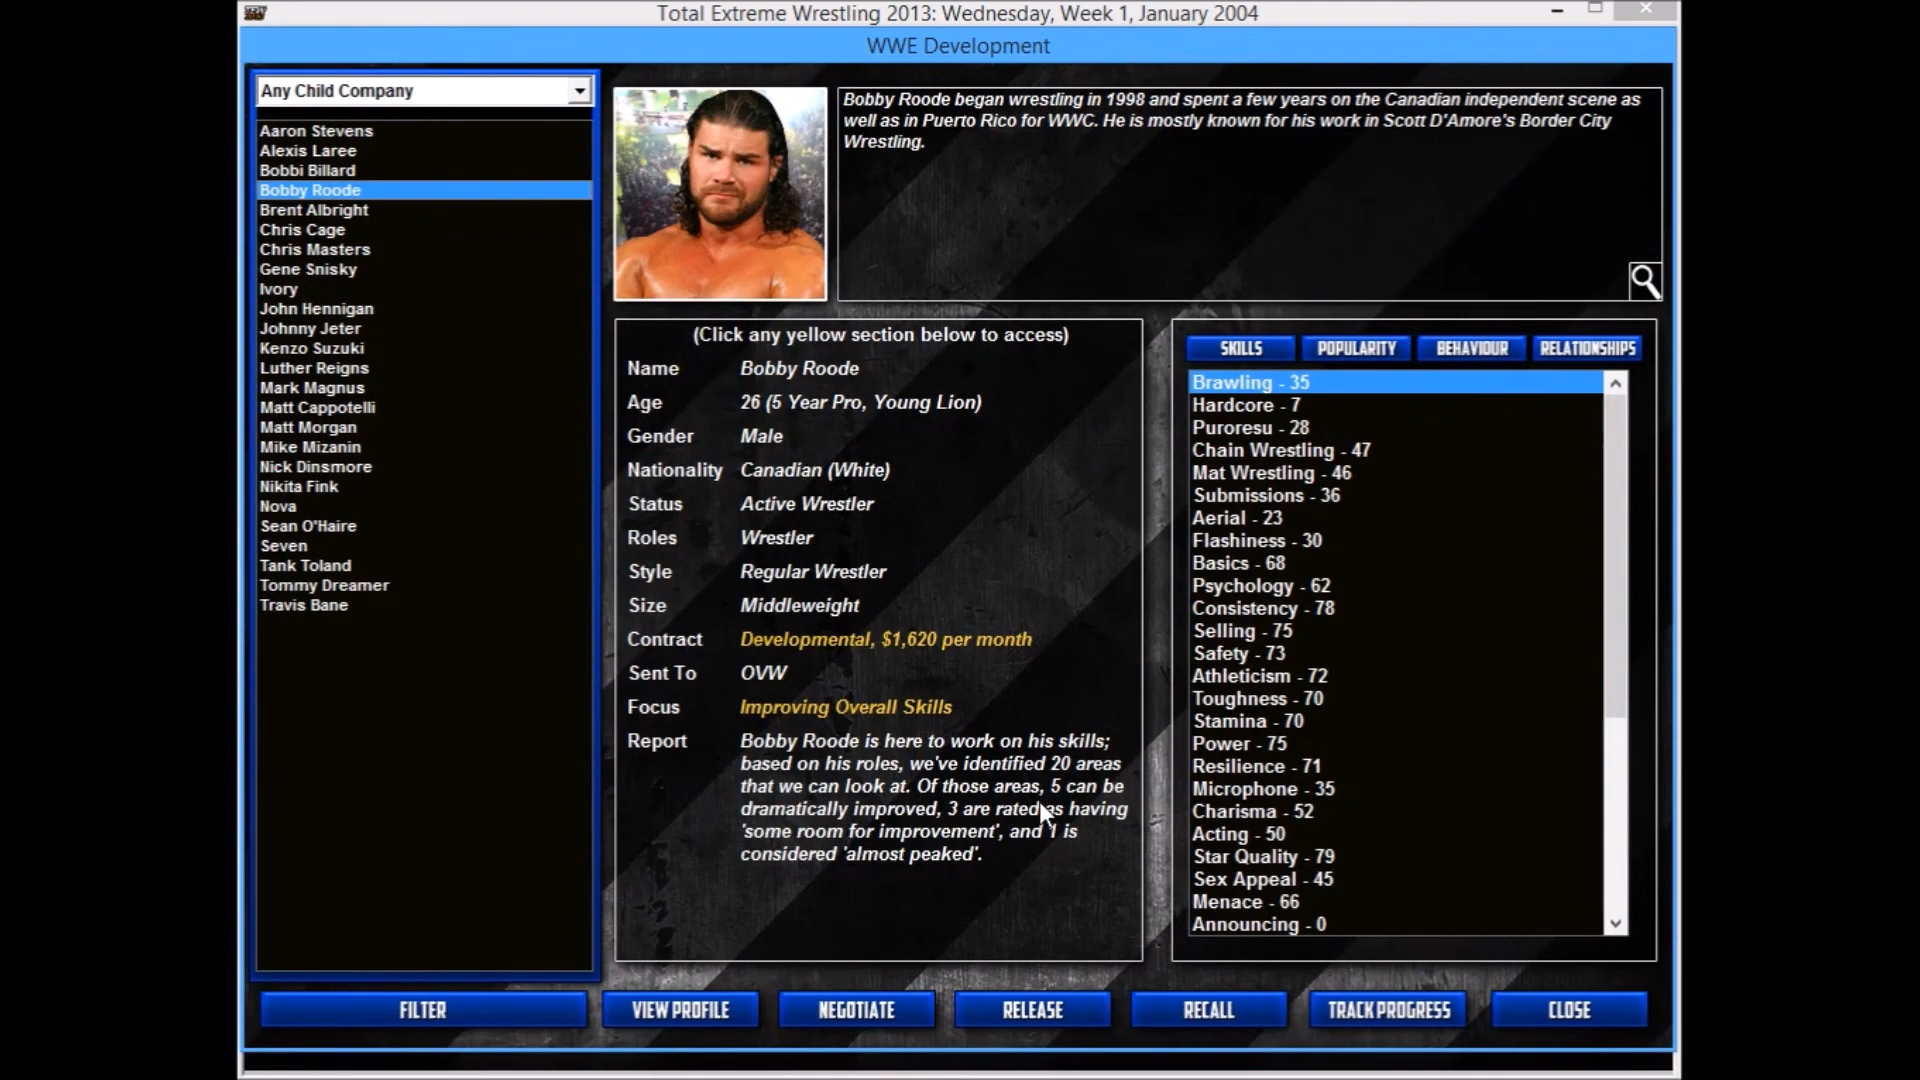 Total Extreme Wrestling 2013: Wednesday, Week 1, January 2004
WWE Development
Any Child Company
Aaron Stevens
Alexis Laree
Bobbi Billard
Bobby Roode
Brent Albright
Chris Cage
Chris Masters
Gene Snisky
Ivory
John Hennigan
Johnny Jeter
Kenzo Suzuki
Luther Reigns
Mark Magnus
Matt Cappotelli
Matt Morgan
Mike Mizanin
Nick Dinsmore
Nikita Fink
Nova
Sean O'Haire
Seven
Tank Toland
Tommy Dreamer
Travis Bane
Bobby Roode began wrestling in 1998 and spent a few years on the Canadian independent scene as
well as in Puerto Rico for WWC. He is mostly known for his work in Scott D'Amore's Border City
Wrestling.
(Click any yellow section below to access)
Name Bobby Roode
Age 26 (5 Year Pro, Young Lion)
Gender Male
Nationality Canadian (White)
Status Active Wrestler
Roles Wrestler
Style Regular Wrestler
Size Middleweight
Contract Developmental, $1,620 per month
Sent To OVW
Focus Improving Overall Skills
Report Bobby Roode is here to work on his skills;
based on his roles, we've identified 20 areas
that we can look at. Of those areas, 5 can be
dramatically improved, 3 are rated as having
'some room for improvement', and 1 is
considered 'almost peaked'.
SKILLS POPULARITY BEHAVIOUR RELATIONSHIPS
Brawling - 35
Hardcore - 7
Puroresu - 28
Chain Wrestling - 47
Mat Wrestling - 46
Submissions - 36
Aerial - 23
Flashiness - 30
Basics - 68
Psychology - 62
Consistency - 78
Selling - 75
Safety - 73
Athleticism - 72
Toughness - 70
Stamina - 70
Power - 75
Resilience - 71
Microphone - 35
Charisma - 52
Acting - 50
Star Quality - 79
Sex Appeal - 45
Menace - 66
Announcing - 0
FILTER VIEW PROFILE NEGOTIATE RELEASE RECALL TRACK PROGRESS CLOSE